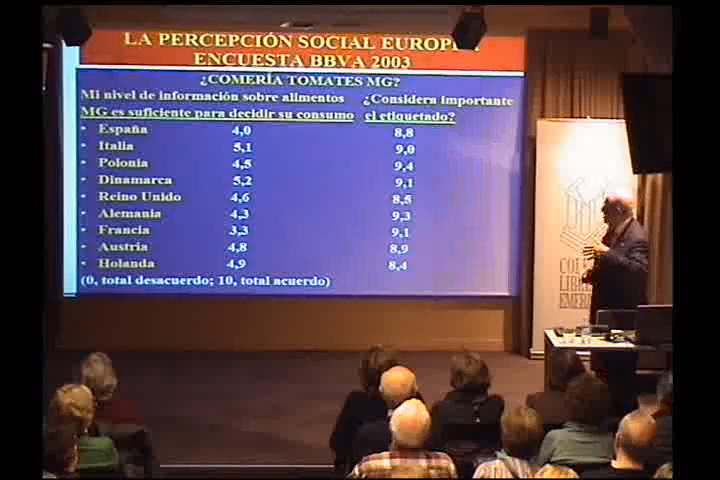 LA PERCEPCIÓN SOCIAL EUROPEA
ENCUESTA BBVA 2003
¿COMERÍA TOMATES MG?
Mi nivel de información sobre alimentos ¿Considera importante
MG es suficiente para decidir su consumo el etiquetado?
• España 4,0 8,8
• Italia 5,1 9,0
• Polonia 4,5 9,4
• Dinamarca 5,2 9,1
• Reino Unido 4,6 8,5
• Alemania 4,3 9,3
• Francia 3,3 9,1
• Austria 4,8 8,9
• Holanda 4,9 8,4
(0, total desacuerdo; 10, total acuerdo)